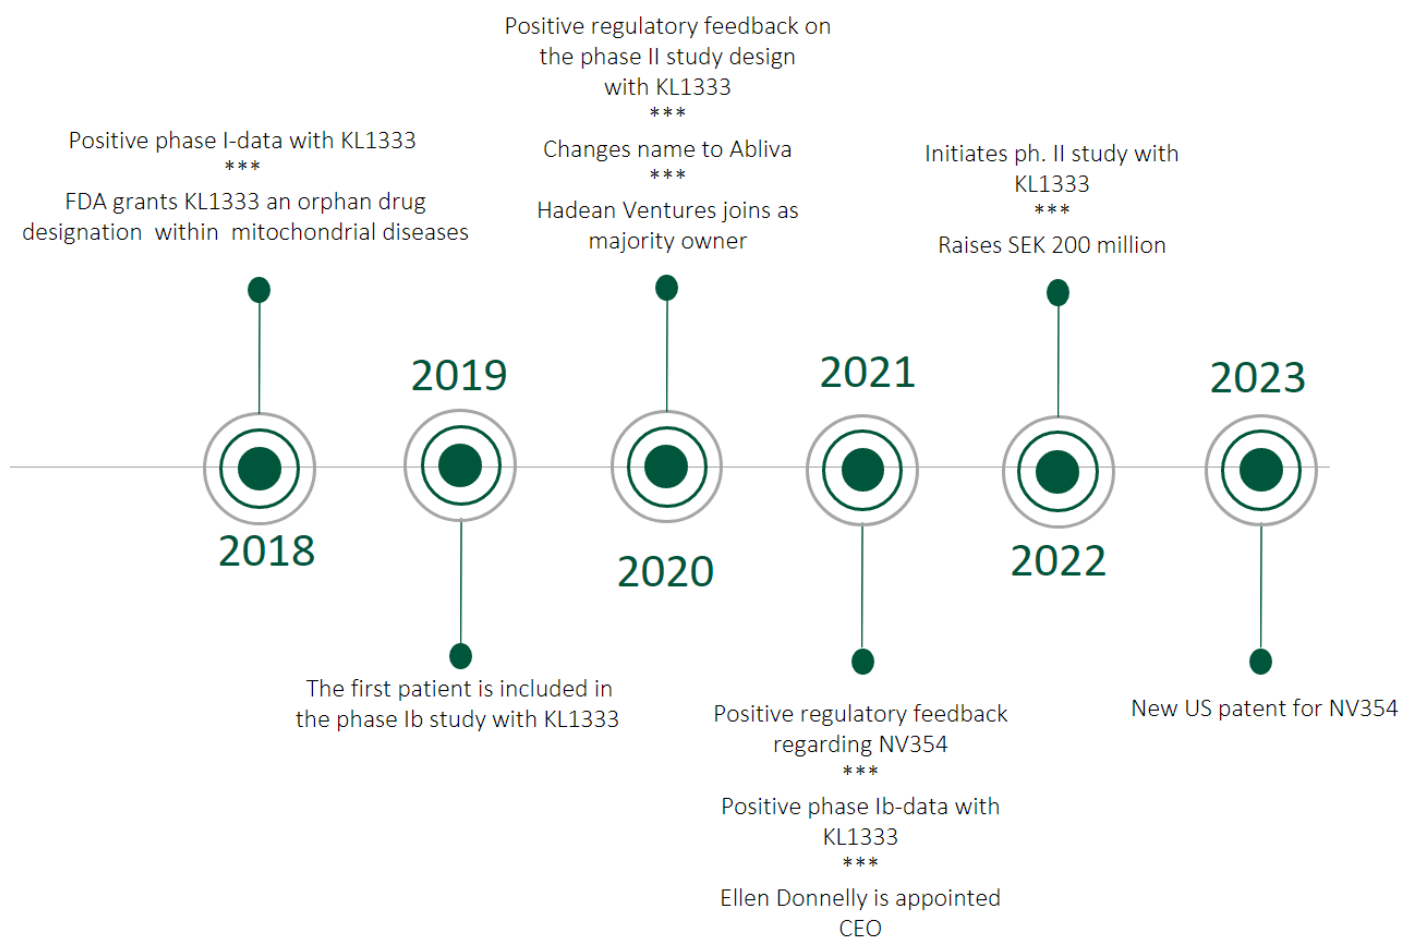 Positive phase I-data with KL1333
***
FDA grants KL1333 an orphan drug
designation within mitochondrial diseases
2018
2019
The first patient is included in
the phase Ib study with KL1333
Positive regulatory feedback on
the phase II study design
with KL1333
***
Changes name to Abliva
***
Hadean Ventures joins as
majority owner
2020
2021
Positive regulatory feedback
regarding NV354
***
Positive phase Ib-data with
KL1333
***
Ellen Donnelly is appointed
CEO
Initiates ph. II study with
KL1333
***
Raises SEK 200 million
2022
2023
New US patent for NV354